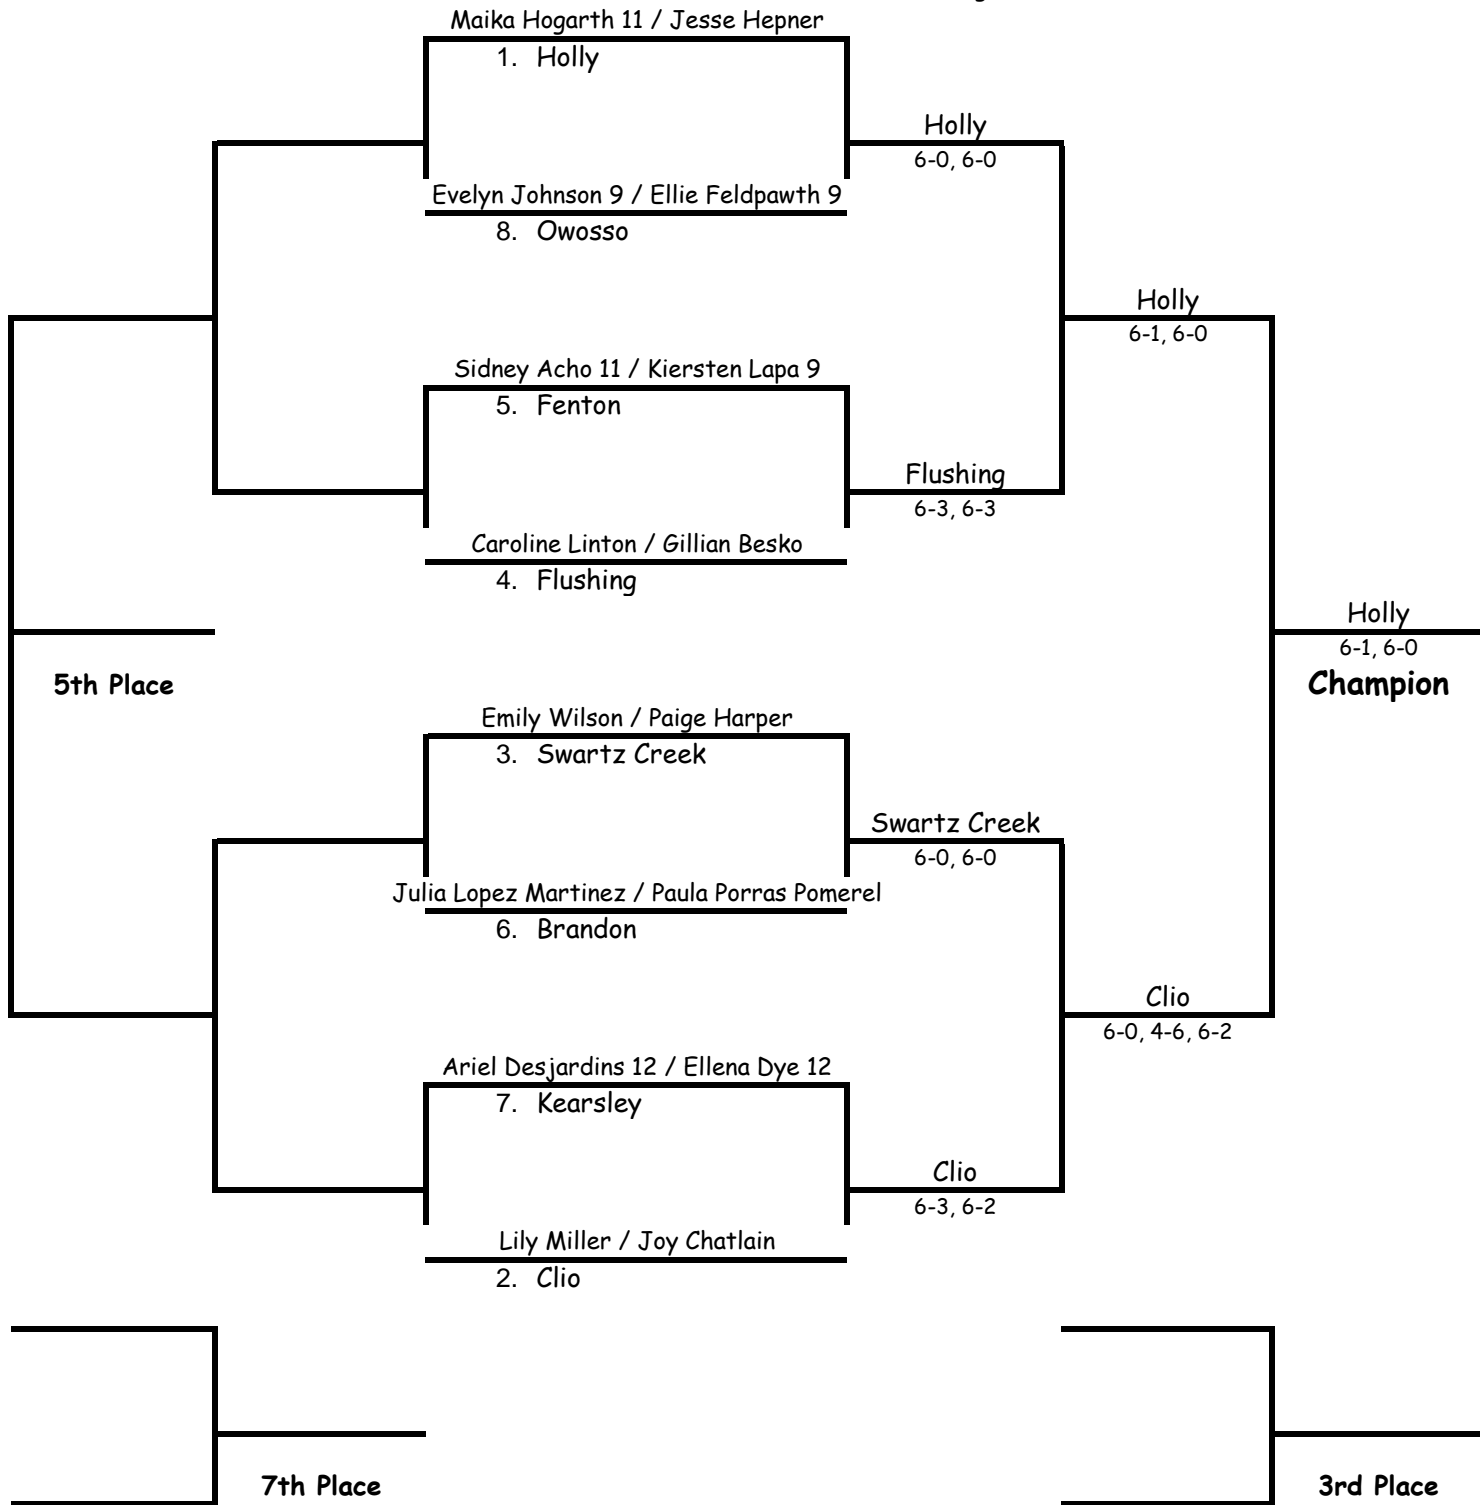 Maika Hogarth 11 / Jesse Hepner
1. Holly
Holly
6-0, 6-0
Evelyn Johnson 9 / Ellie Feldpawth 9
8. Owosso
Holly
6-1, 6-0
Sidney Acho 11 / Kiersten Lapa 9
5. Fenton
Flushing
6-3, 6-3
Caroline Linton / Gillian Besko
4. Flushing
Holly
6-1, 6-0
5th Place
Champion
Emily Wilson / Paige Harper
3. Swartz Creek
Swartz Creek
6-0, 6-0
Julia Lopez Martinez / Paula Porras Pomerel
6. Brandon
Clio
6-0, 4-6, 6-2
Ariel Desjardins 12 / Ellena Dye 12
7. Kearsley
Clio
6-3, 6-2
Lily Miller / Joy Chatlain
2. Clio
7th Place
3rd Place